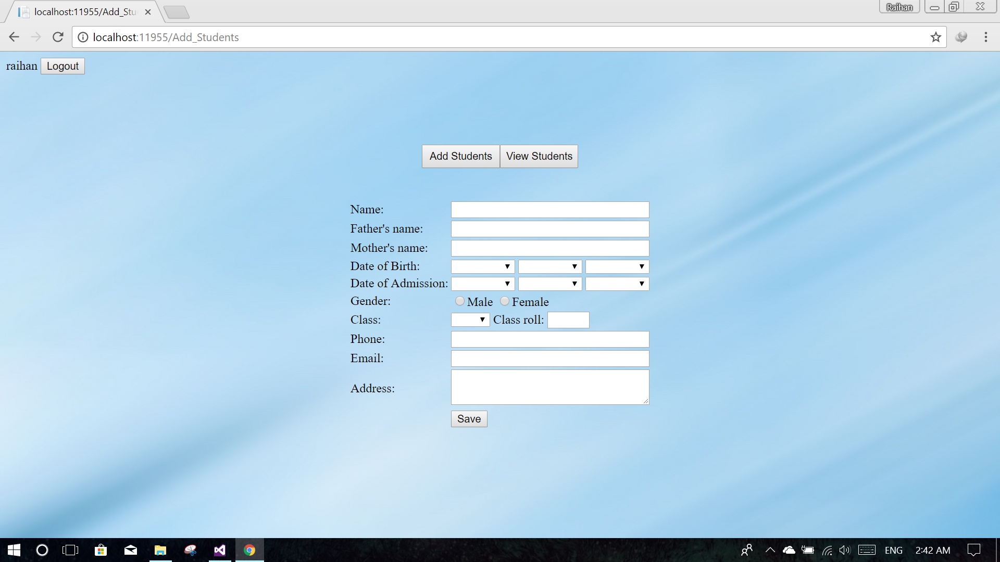 localhost:11955/Add_Stu
Raihan
localhost:11955/Add_Students
raihan Logout
Add Students View Students
Name:
Father's name:
Mother's name:
Date of Birth:
Date of Admission:
Gender: Male Female
Class: Class roll:
Phone:
Email:
Address:
Save
ENG 2:42 AM